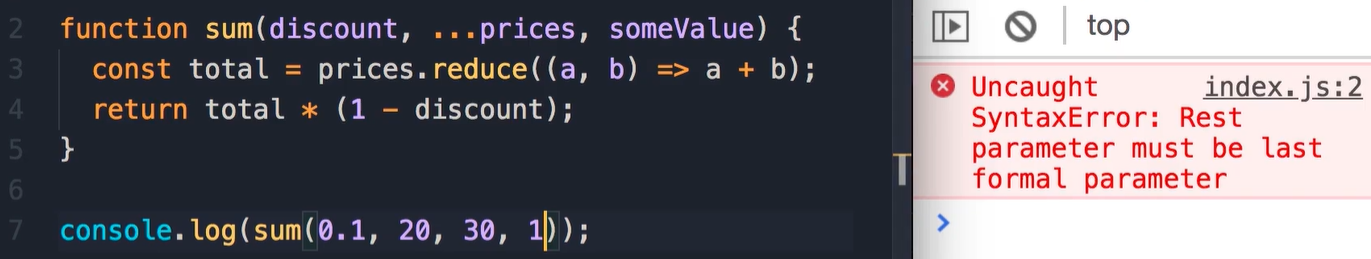 2 function sum(discount, ...prices, someValue) {
3 const total = prices.reduce((a, b) => a + b);
4 return total * (1 - discount);
5 }
6
7 console.log(sum(0.1, 20, 30, 1));
T
top
Uncaught index.js:2
SyntaxError: Rest
parameter must be last
formal parameter